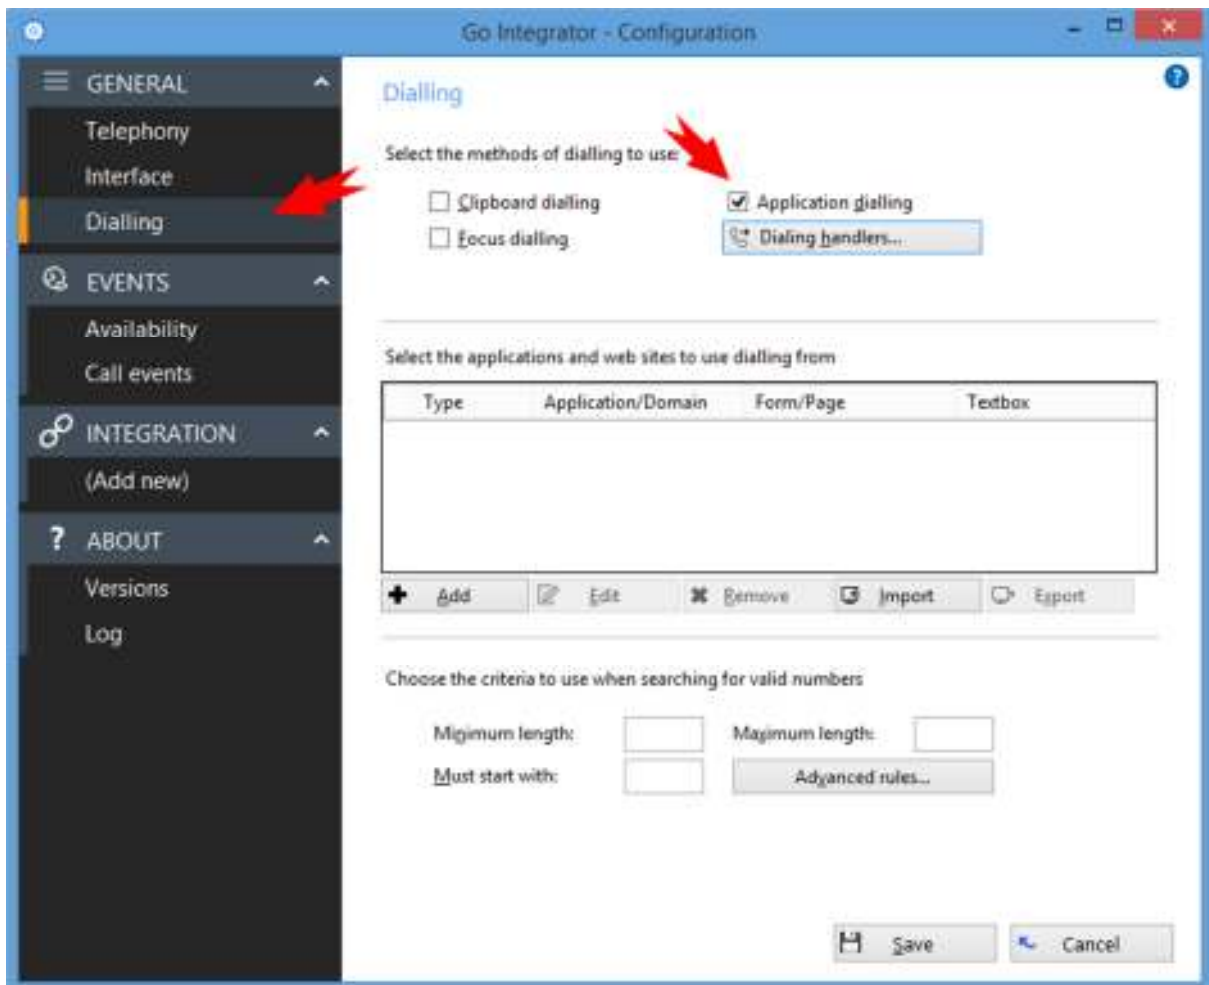 Go Integrator - Configuration
GENERAL
Telephony
Interface
Dialling
EVENTS
Availability
Call events
INTEGRATION
(Add new)
? ABOUT
Versions
Log
?
Dialling
Select the methods of dialling to use:
Clipboard dialling
Application dialling
Focus dialling
Dialing handlers...
Select the applications and web sites to use dialling from
Type Application/Domain Form/Page Textbox
Add Edit Remove Import Export
Choose the criteria to use when searching for valid numbers
Minimum length: Maximum length:
Must start with: Advanced rules...
Save Cancel